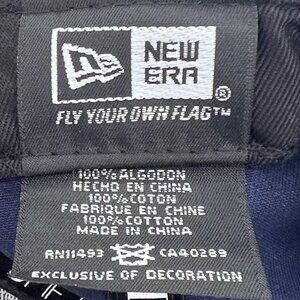 NEW
ERA®
FLY YOUR OWN FLAG™
100% ALGODON
HECHO EN CHINA
100% COTON
FABRIQUE EN CHINE
100% COTTON
MADE IN CHINA
RN11493 CA40289
EXCLUSIVE OF DECORATION